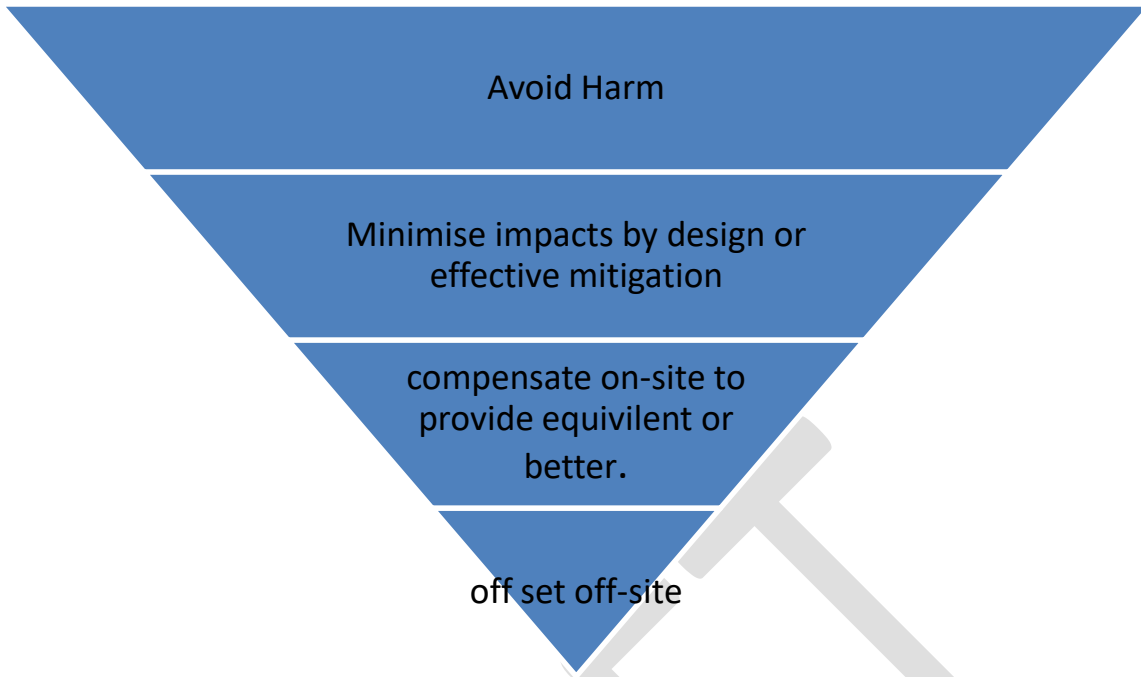 Avoid Harm
Minimise impacts by design or
effective mitigation
compensate on-site to
provide equivilent or
better.
off set off-site